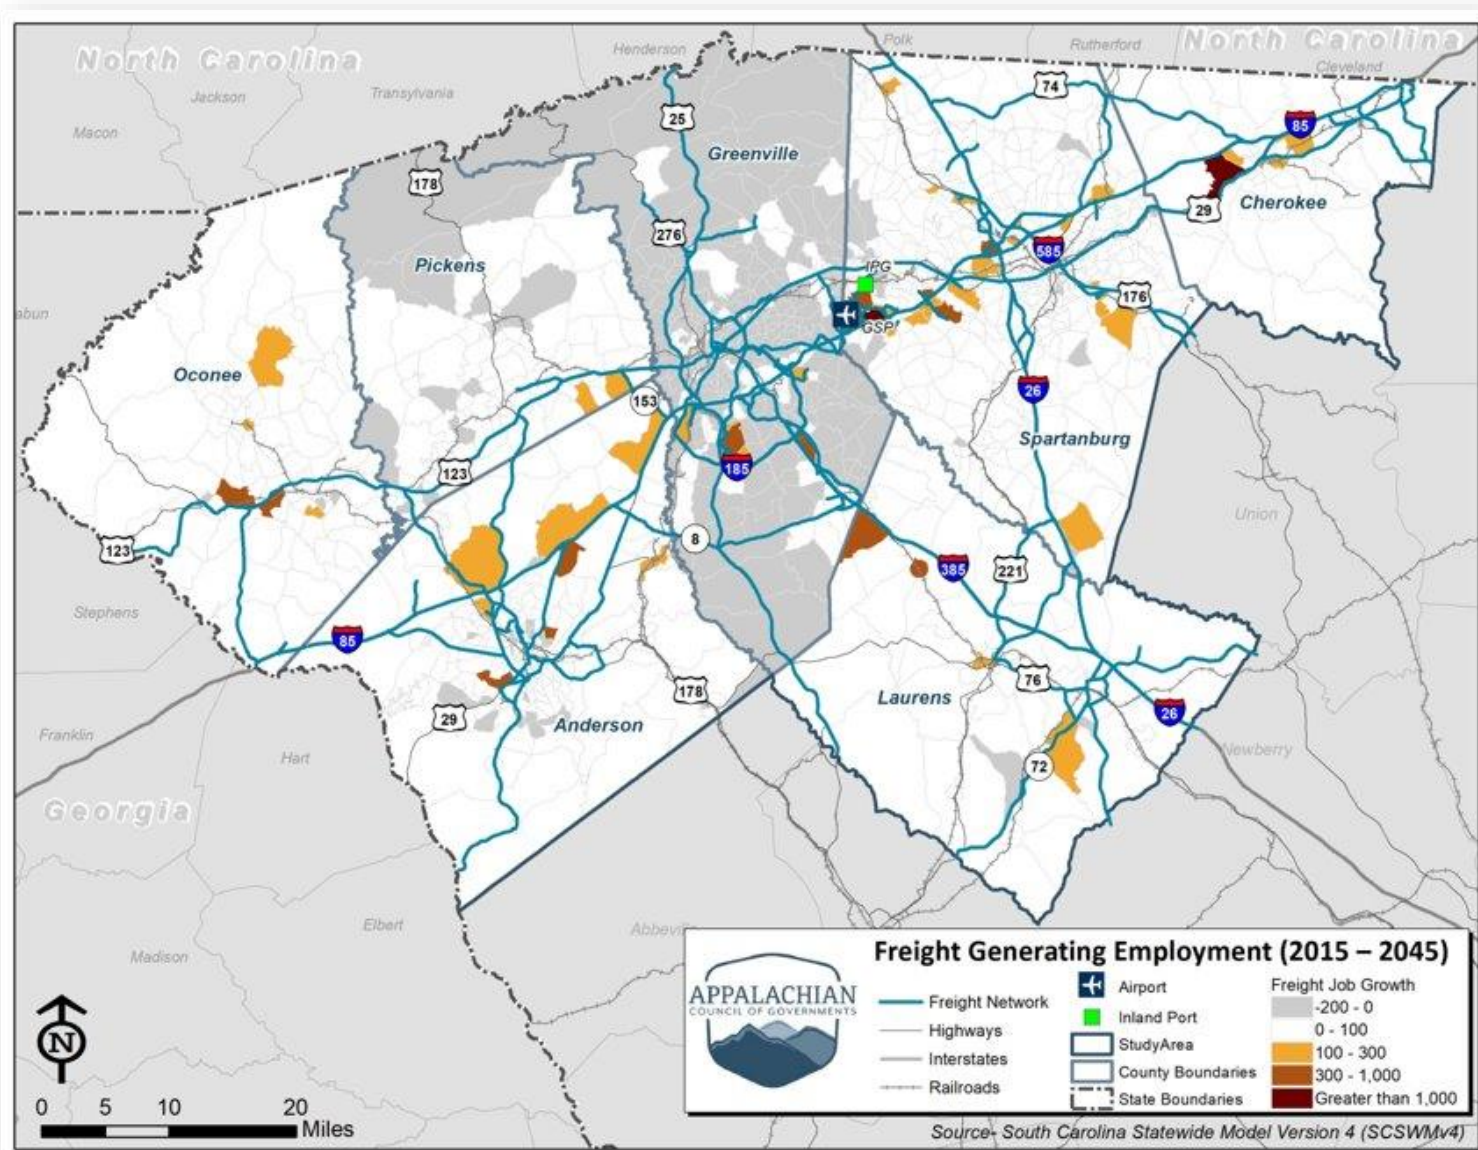 North Carolina
North Carolina
Henderson
Polk
Rutherford
Cleveland
Jackson
Transylvania
Macon
74
25
85
Greenville
178
29
Cherokee
276
585
Pickens
IPG
176
GSP
Oconee
26
153
Spartanburg
123
185
123
8
385
221
Union
Stephens
85
76
178
Laurens
26
29
Anderson
Franklin
Hart
Newberry
72
Georgia
Elbert
Madison
Freight Generating Employment (2015 – 2045)
APPALACHIAN
COUNCIL OF GOVERNMENTS
Freight Network
Highways
Interstates
Railroads
Airport
Inland Port
StudyArea
County Boundaries
State Boundaries
Freight Job Growth
-200 - 0
0 - 100
100 - 300
300 - 1,000
Greater than 1,000
N
0 5 10 20
Miles
Source- South Carolina Statewide Model Version 4 (SCSWMv4)